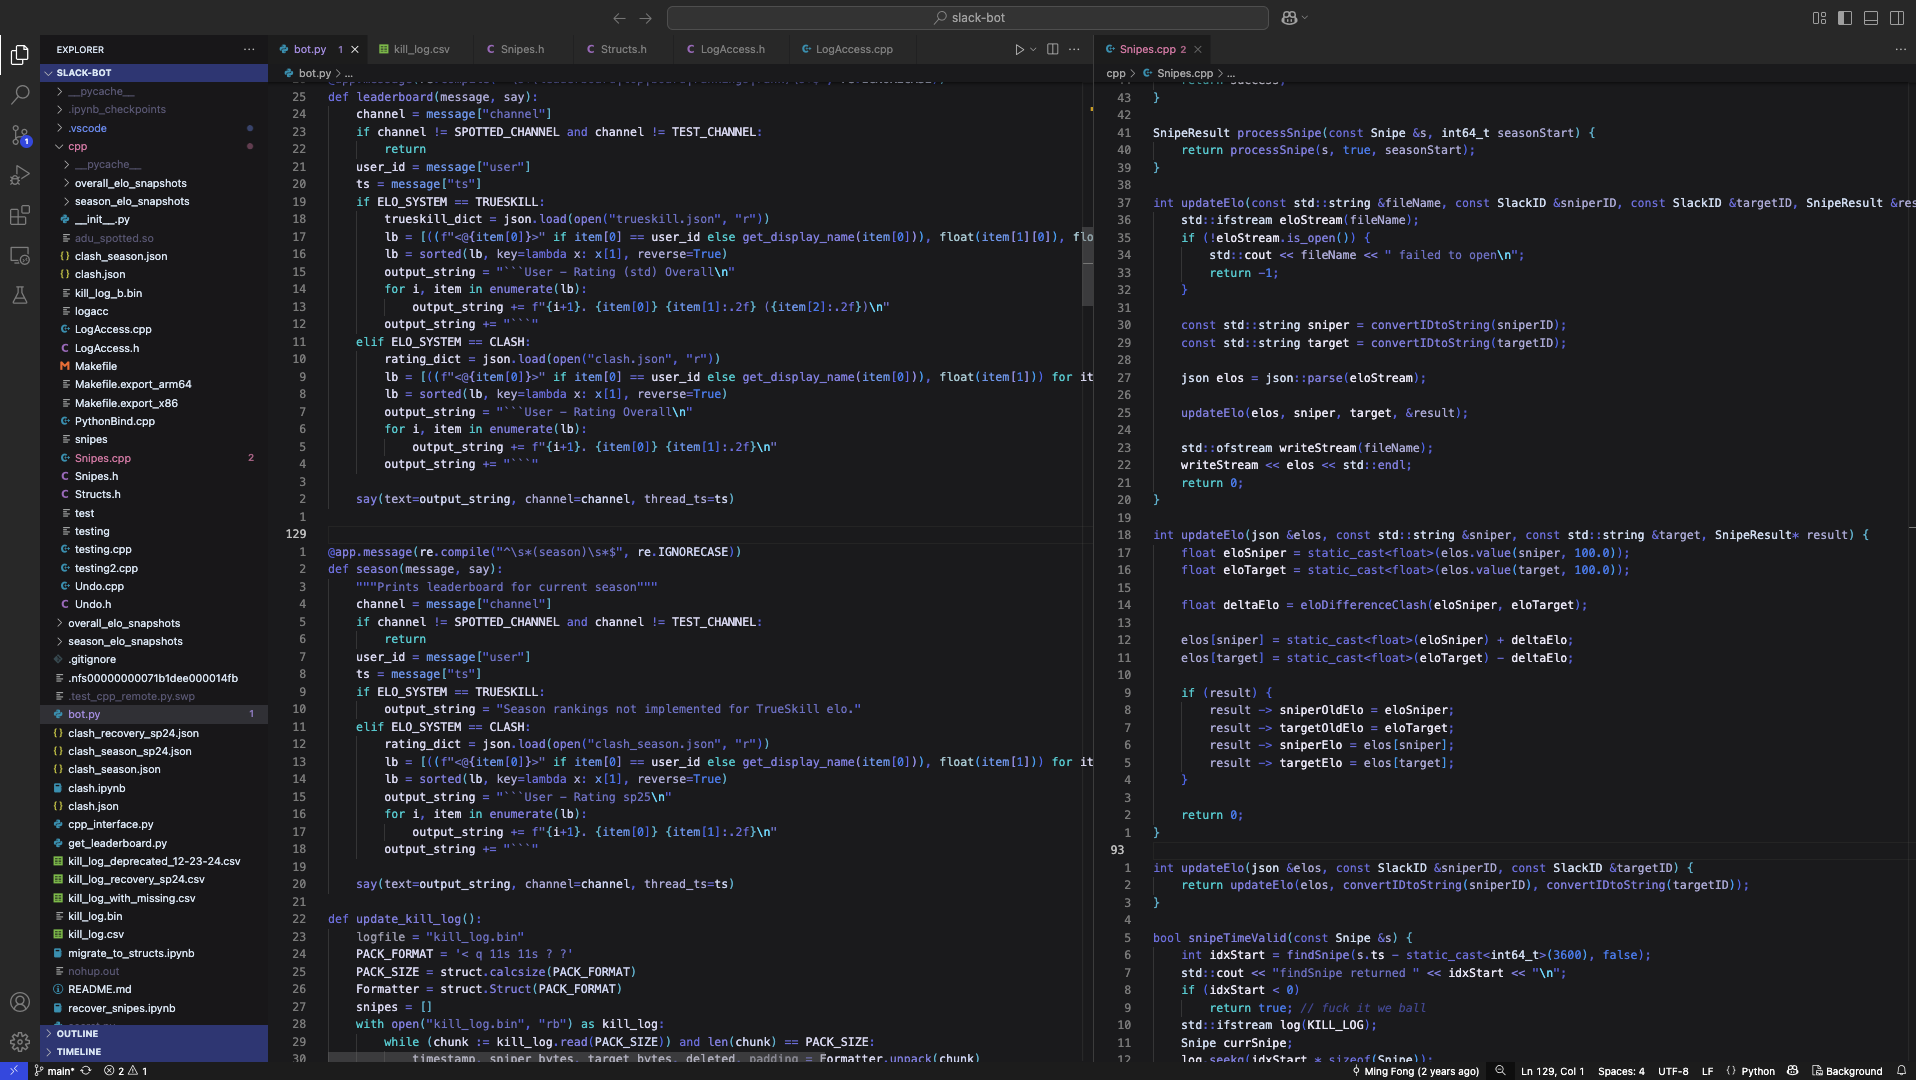 slack-bot
EXPLORER
SLACK-BOT
__pycache__
.ipynb_checkpoints
.vscode
cpp
__pycache__
overall_elo_snapshots
season_elo_snapshots
__init__.py
adu_spotted.so
clash_season.json
clash.json
kill_log_b.bin
logacc
LogAccess.cpp
LogAccess.h
Makefile
Makefile.export_arm64
Makefile.export_x86
PythonBind.cpp
snipes
Snipes.cpp 2
Snipes.h
Structs.h
test
testing
testing.cpp
testing2.cpp
Undo.cpp
Undo.h
overall_elo_snapshots
season_elo_snapshots
.gitignore
.nfs00000000071b1dee000014fb
.test_cpp_remote.py.swp
bot.py 1
clash_recovery_sp24.json
clash_season_sp24.json
clash_season.json
clash.ipynb
clash.json
cpp_interface.py
get_leaderboard.py
kill_log_deprecated_12-23-24.csv
kill_log_recovery_sp24.csv
kill_log_with_missing.csv
kill_log.bin
kill_log.csv
migrate_to_structs.ipynb
nohup.out
README.md
recover_snipes.ipynb
OUTLINE
TIMELINE
bot.py 1
kill_log.csv
Snipes.h
Structs.h
LogAccess.h
LogAccess.cpp
bot.py > ...
25 def leaderboard(message, say):
24 channel = message["channel"]
23 if channel != SPOTTED_CHANNEL and channel != TEST_CHANNEL:
22 return
21 user_id = message["user"]
20 ts = message["ts"]
19 if ELO_SYSTEM == TRUESKILL:
18 trueskill_dict = json.load(open("trueskill.json", "r"))
17 lb = [((f"<@{item[0]}>" if item[0] == user_id else get_display_name(item[0])), float(item[1][0]), flo
16 lb = sorted(lb, key=lambda x: x[1], reverse=True)
15 output_string = "```User - Rating (std) Overall\n"
14 for i, item in enumerate(lb):
13 output_string += f"{i+1}. {item[0]} {item[1]:.2f} ({item[2]:.2f})\n"
12 output_string += "```"
11 elif ELO_SYSTEM == CLASH:
10 rating_dict = json.load(open("clash.json", "r"))
9 lb = [((f"<@{item[0]}>" if item[0] == user_id else get_display_name(item[0])), float(item[1])) for it
8 lb = sorted(lb, key=lambda x: x[1], reverse=True)
7 output_string = "```User - Rating Overall\n"
6 for i, item in enumerate(lb):
5 output_string += f"{i+1}. {item[0]} {item[1]:.2f}\n"
4 output_string += "```"
3
2 say(text=output_string, channel=channel, thread_ts=ts)
1
129
1 @app.message(re.compile("^\s*(season)\s*$", re.IGNORECASE))
2 def season(message, say):
3 """Prints leaderboard for current season"""
4 channel = message["channel"]
5 if channel != SPOTTED_CHANNEL and channel != TEST_CHANNEL:
6 return
7 user_id = message["user"]
8 ts = message["ts"]
9 if ELO_SYSTEM == TRUESKILL:
10 output_string = "Season rankings not implemented for TrueSkill elo."
11 elif ELO_SYSTEM == CLASH:
12 rating_dict = json.load(open("clash_season.json", "r"))
13 lb = [((f"<@{item[0]}>" if item[0] == user_id else get_display_name(item[0])), float(item[1])) for it
14 lb = sorted(lb, key=lambda x: x[1], reverse=True)
15 output_string = "```User - Rating sp25\n"
16 for i, item in enumerate(lb):
17 output_string += f"{i+1}. {item[0]} {item[1]:.2f}\n"
18 output_string += "```"
19
20 say(text=output_string, channel=channel, thread_ts=ts)
21
22 def update_kill_log():
23 logfile = "kill_log.bin"
24 PACK_FORMAT = '< q 11s 11s ? ?'
25 PACK_SIZE = struct.calcsize(PACK_FORMAT)
26 Formatter = struct.Struct(PACK_FORMAT)
27 snipes = []
28 with open("kill_log.bin", "rb") as kill_log:
29 while (chunk := kill_log.read(PACK_SIZE)) and len(chunk) == PACK_SIZE:
30 timestamp, sniper_bytes, target_bytes, deleted, padding = Formatter.unpack(chunk)
Snipes.cpp 2
cpp > Snipes.cpp > ...
43 }
42
41 SnipeResult processSnipe(const Snipe &s, int64_t seasonStart) {
40 return processSnipe(s, true, seasonStart);
39 }
38
37 int updateElo(const std::string &fileName, const SlackID &sniperID, const SlackID &targetID, SnipeResult &res
36 std::ifstream eloStream(fileName);
35 if (!eloStream.is_open()) {
34 std::cout << fileName << " failed to open\n";
33 return -1;
32 }
31
30 const std::string sniper = convertIDtoString(sniperID);
29 const std::string target = convertIDtoString(targetID);
28
27 json elos = json::parse(eloStream);
26
25 updateElo(elos, sniper, target, &result);
24
23 std::ofstream writeStream(fileName);
22 writeStream << elos << std::endl;
21 return 0;
20 }
19
18 int updateElo(json &elos, const std::string &sniper, const std::string &target, SnipeResult* result) {
17 float eloSniper = static_cast<float>(elos.value(sniper, 100.0));
16 float eloTarget = static_cast<float>(elos.value(target, 100.0));
15
14 float deltaElo = eloDifferenceClash(eloSniper, eloTarget);
13
12 elos[sniper] = static_cast<float>(eloSniper) + deltaElo;
11 elos[target] = static_cast<float>(eloTarget) - deltaElo;
10
9 if (result) {
8 result -> sniperOldElo = eloSniper;
7 result -> targetOldElo = eloTarget;
6 result -> sniperElo = elos[sniper];
5 result -> targetElo = elos[target];
4 }
3
2 return 0;
1 }
93
1 int updateElo(json &elos, const SlackID &sniperID, const SlackID &targetID) {
2 return updateElo(elos, convertIDtoString(sniperID), convertIDtoString(targetID));
3 }
4
5 bool snipeTimeValid(const Snipe &s) {
6 int idxStart = findSnipe(s.ts - static_cast<int64_t>(3600), false);
7 std::cout << "findSnipe returned " << idxStart << "\n";
8 if (idxStart < 0)
9 return true; // fuck it we ball
10 std::ifstream log(KILL_LOG);
11 Snipe currSnipe;
12 log.seekg(idxStart * sizeof(Snipe));
main* 2 1
Ming Fong (2 years ago) Ln 129, Col 1 Spaces: 4 UTF-8 LF Python Background